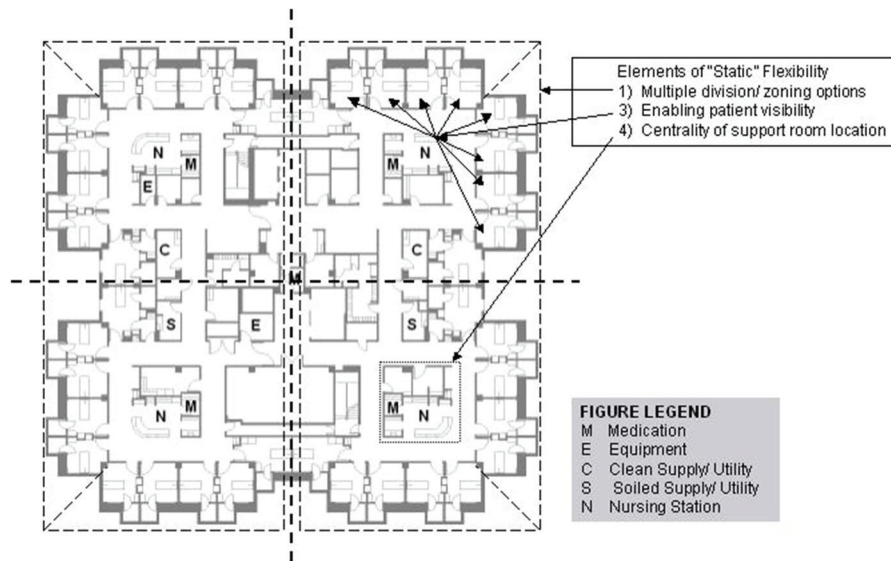 Elements of "Static" Flexibility
1) Multiple division/ zoning options
3) Enabling patient visibility
4) Centrality of support room location
N
M
E
M
N
C
C
M
S
E
S
N
M
M
N
FIGURE LEGEND
M Medication
E Equipment
C Clean Supply/ Utility
S Soiled Supply/ Utility
N Nursing Station